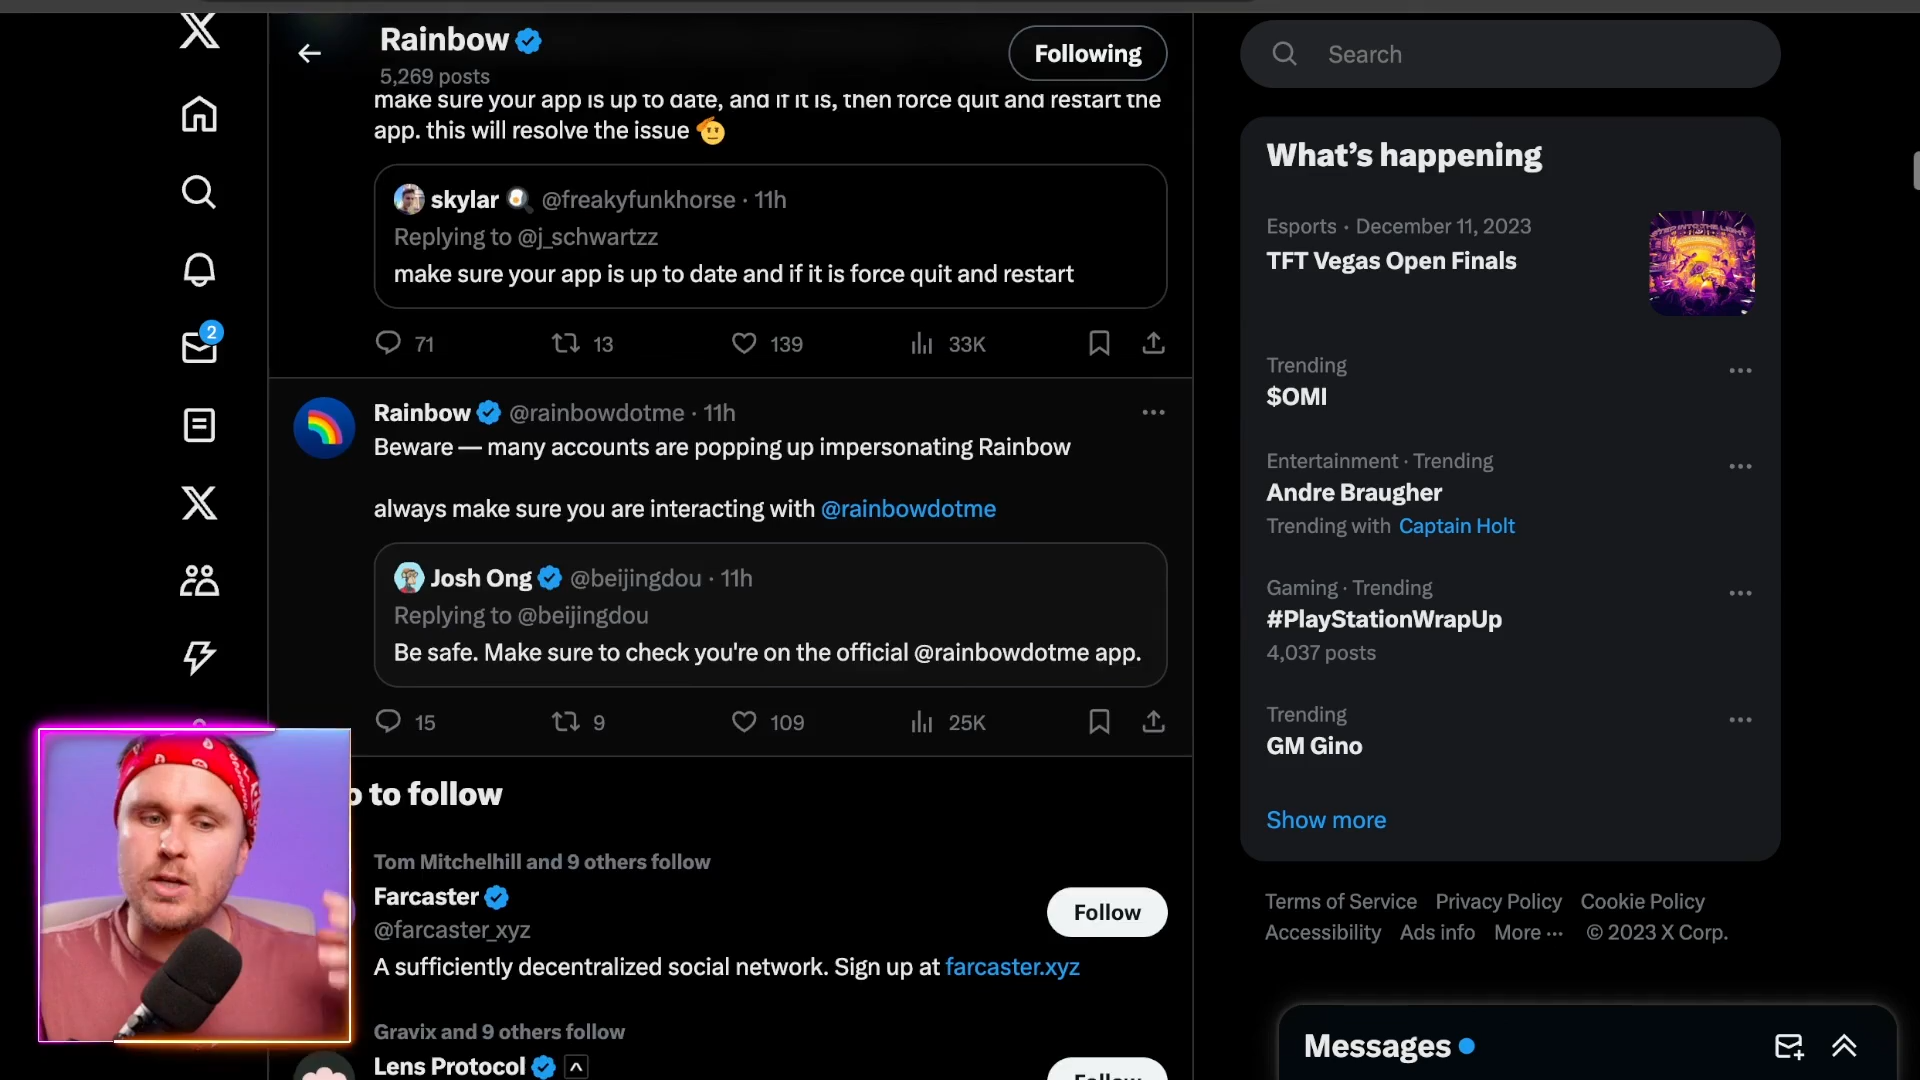 Rainbow
5,269 posts
Following
make sure your app is up to date, and if it is, then force quit and restart the
app. this will resolve the issue
skylar @freakyfunkhorse · 11h
Replying to @j_schwartzz
make sure your app is up to date and if it is force quit and restart
71 13 139 33K
Rainbow @rainbowdotme · 11h
Beware — many accounts are popping up impersonating Rainbow
always make sure you are interacting with @rainbowdotme
Josh Ong @beijingdou · 11h
Replying to @beijingdou
Be safe. Make sure to check you're on the official @rainbowdotme app.
15 9 109 25K
to follow
Tom Mitchelhill and 9 others follow
Farcaster
@farcaster_xyz
Follow
A sufficiently decentralized social network. Sign up at farcaster.xyz
Gravix and 9 others follow
Lens Protocol
Follow
2
Search
What's happening
Esports · December 11, 2023
TFT Vegas Open Finals
Trending
$OMI
Entertainment · Trending
Andre Braugher
Trending with Captain Holt
Gaming · Trending
#PlayStationWrapUp
4,037 posts
Trending
GM Gino
Show more
Terms of Service Privacy Policy Cookie Policy
Accessibility Ads info More ··· © 2023 X Corp.
Messages